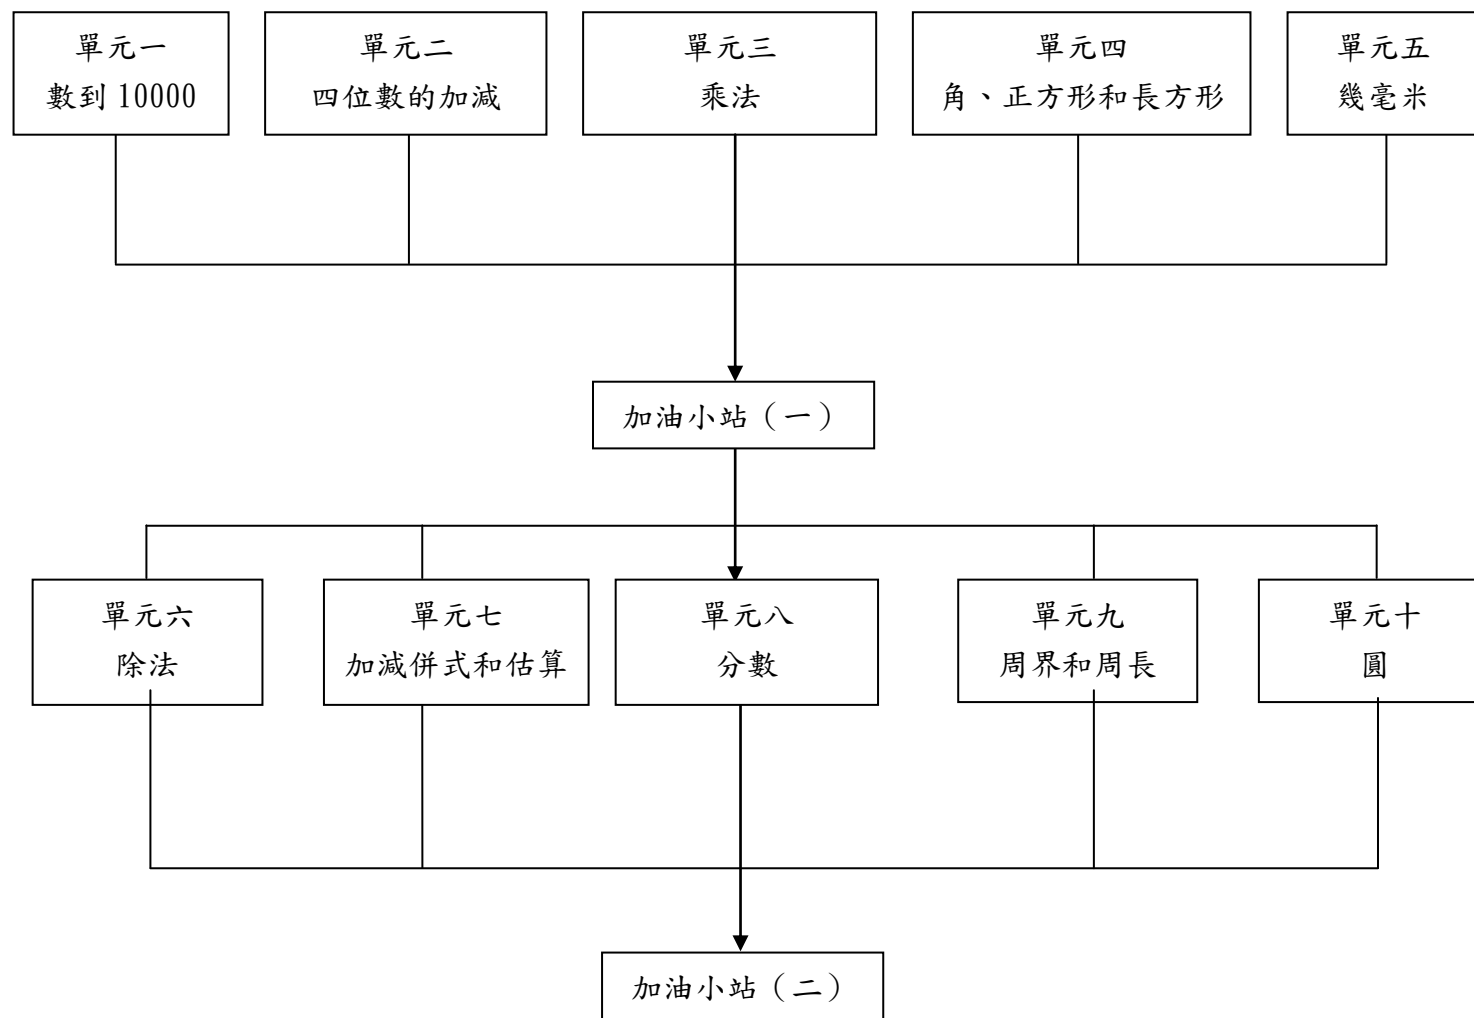 單元一
數到 10000
單元二
四位數的加減
單元三
乘法
單元四
角、正方形和長方形
單元五
幾毫米
加油小站（一）
單元六
除法
單元七
加減併式和估算
單元八
分數
單元九
周界和周長
單元十
圓
加油小站（二）